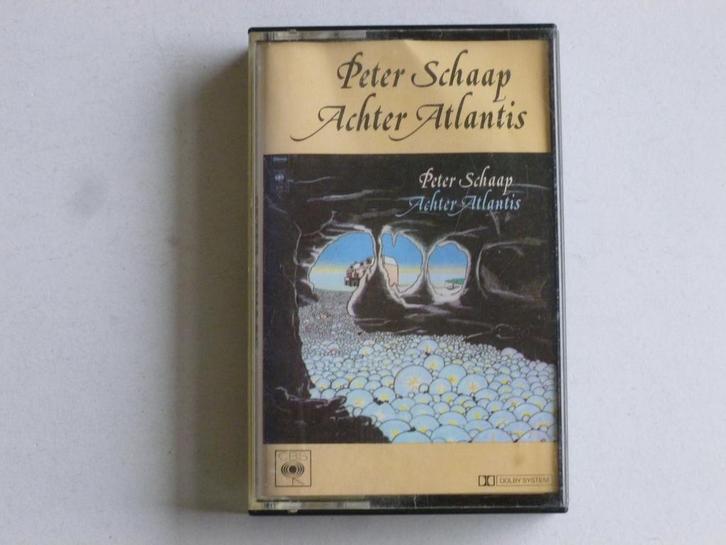 Peter Schaap
Achter Atlantis
Peter Schaap
Achter Atlantis
CBS
DOLBY SYSTEM